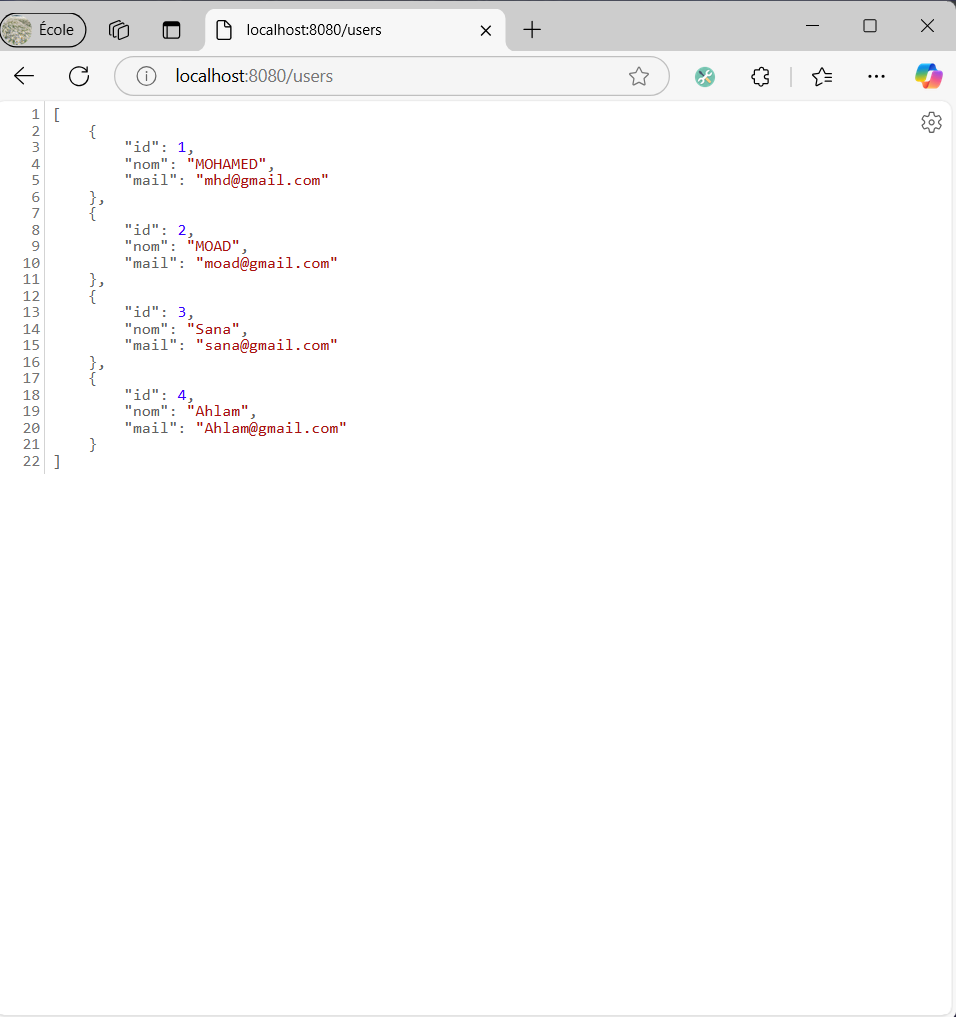 École
localhost:8080/users
localhost:8080/users
1 [
2 {
3 "id": 1,
4 "nom": "MOHAMED",
5 "mail": "mhd@gmail.com"
6 },
7 {
8 "id": 2,
9 "nom": "MOAD",
10 "mail": "moad@gmail.com"
11 },
12 {
13 "id": 3,
14 "nom": "Sana",
15 "mail": "sana@gmail.com"
16 },
17 {
18 "id": 4,
19 "nom": "Ahlam",
20 "mail": "Ahlam@gmail.com"
21 }
22 ]